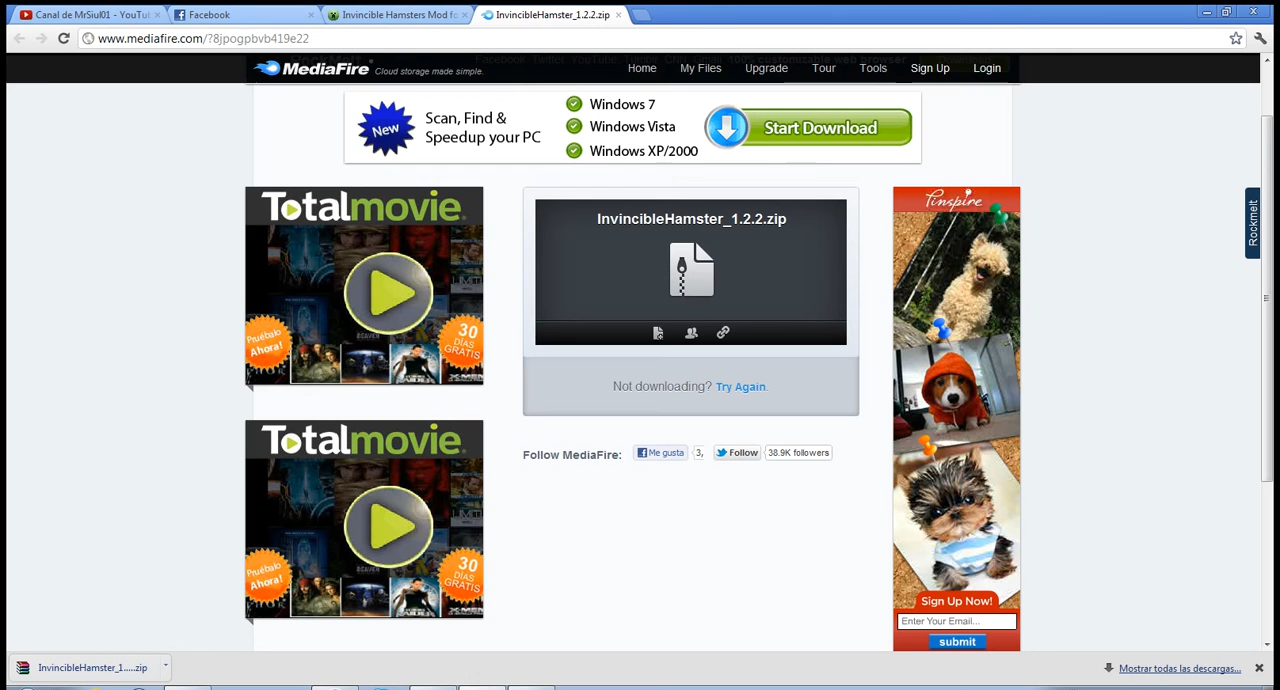 Canal de MrSiul01 - YouTu
Facebook
Invincible Hamsters Mod fo
InvincibleHamster_1.2.2.zip
www.mediafire.com/?8jpogpbvb419e22
MediaFire Cloud storage made simple.
Home My Files Upgrade Tour Tools Sign Up Login
New
Scan, Find &
Speedup your PC
Windows 7
Windows Vista
Windows XP/2000
Start Download
Totalmovie
Pruébalo
Ahora!
30
DÍAS
GRATIS
InvincibleHamster_1.2.2.zip
Not downloading? Try Again.
Follow MediaFire: Me gusta 3, Follow 38.9K followers
Totalmovie
Pruébalo
Ahora!
30
DÍAS
GRATIS
Pinspire
Sign Up Now!
Enter Your Email...
submit
Rockmelt
InvincibleHamster_1.....zip
Mostrar todas las descargas...